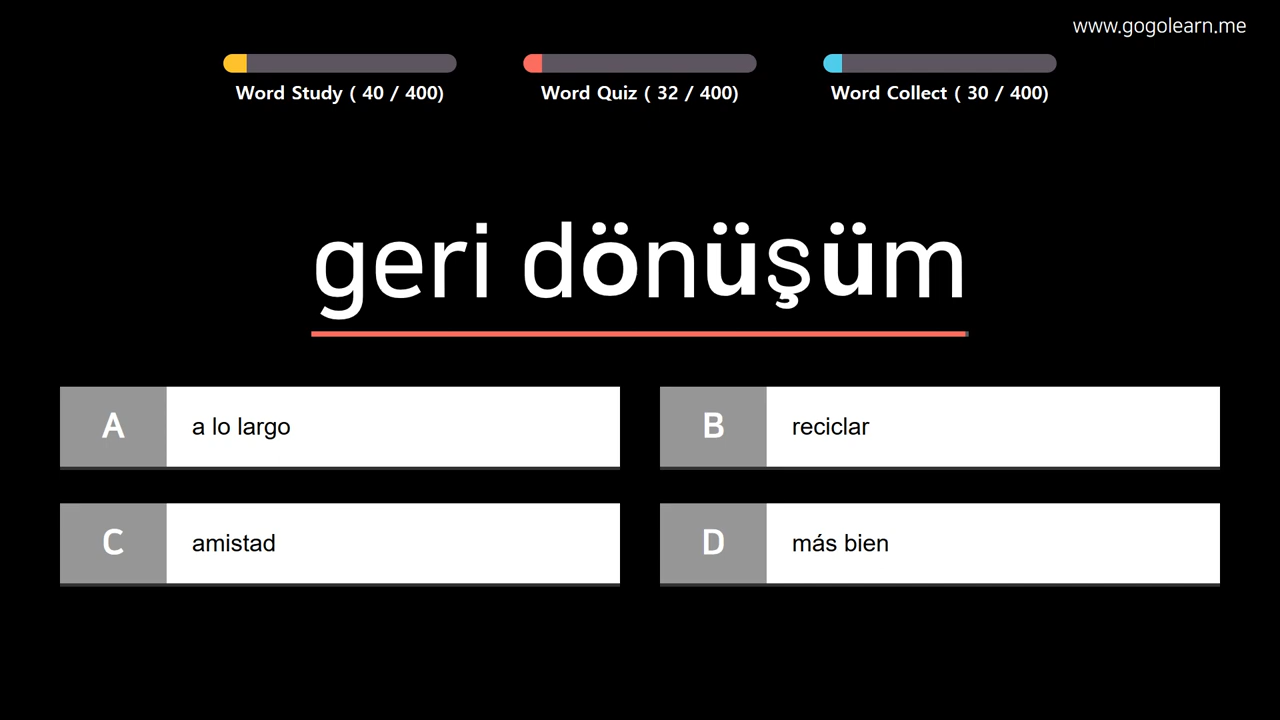 www.gogolearn.me
Word Study ( 40 / 400)
Word Quiz ( 32 / 400)
Word Collect ( 30 / 400)
geri dönüşüm
A
a lo largo
B
reciclar
C
amistad
D
más bien